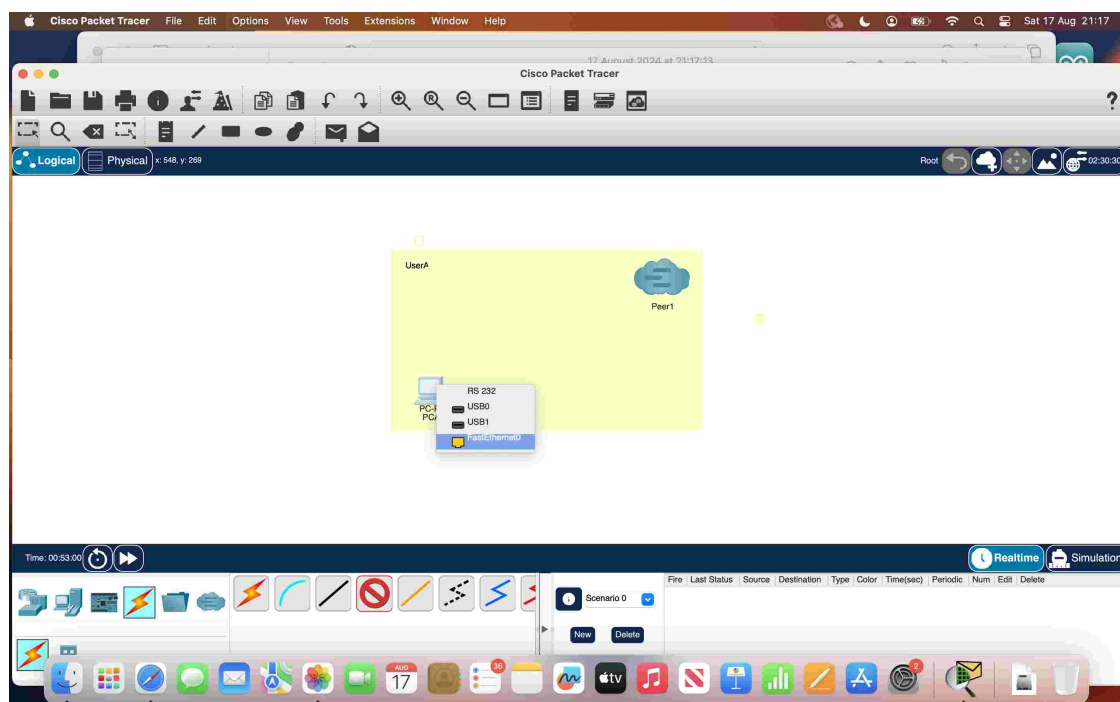 Cisco Packet Tracer File Edit Options View Tools Extensions Window Help Sat 17 Aug 21:17
17 August 2024 at 21:17:13
Cisco Packet Tracer
?
Logical Physical x: 548, y: 269 Root 02:30:30
UserA
Peer1
RS 232
USB0
USB1
FastEthernet0
Time: 00:53:00 Realtime Simulation
Fire Last Status Source Destination Type Color Time(sec) Periodic Num Edit Delete
Scenario 0
New Delete
AUG
17
36
tv
2